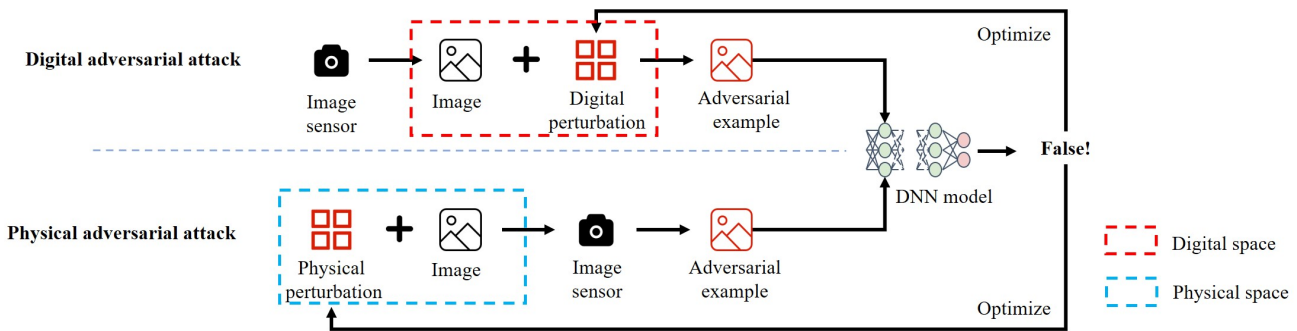 Optimize
Digital adversarial attack
Image
sensor
Image
Digital
perturbation
Adversarial
example
False!
DNN model
Physical adversarial attack
Physical
perturbation
Image
Image
sensor
Adversarial
example
Optimize
Digital space
Physical space